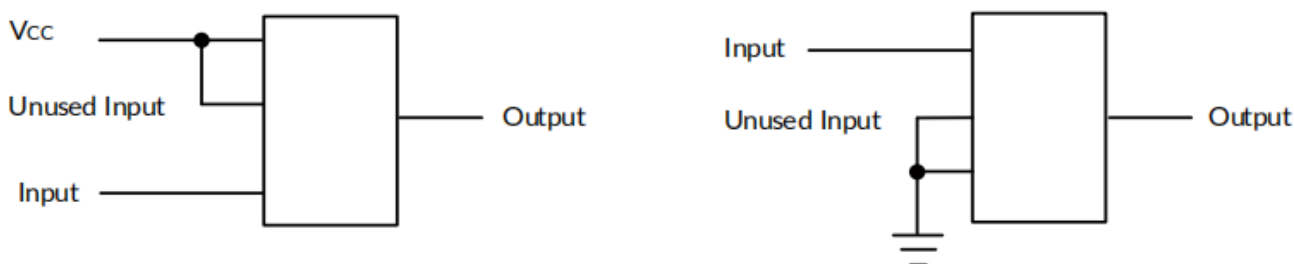 Vcc
Unused Input
Input
Output
Input
Unused Input
Output